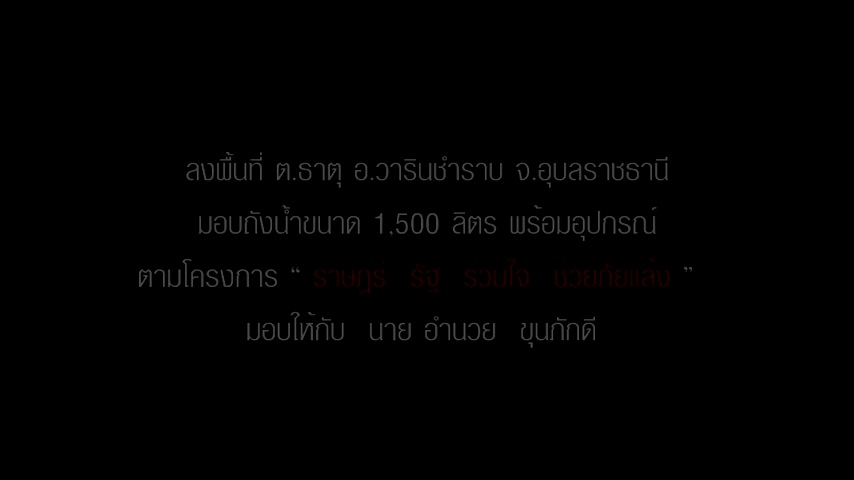 ลงพื้นที่ ต.ธาตุ อ.วารินชำราบ จ.อุบลราชธานี
มอบถังน้ำขนาด 1,500 ลิตร พร้อมอุปกรณ์
ตามโครงการ “ ราษฎร์ รัฐ รวมใจ ช่วยภัยแล้ง ”
มอบให้กับ นาย อำนวย ขุนภักดี